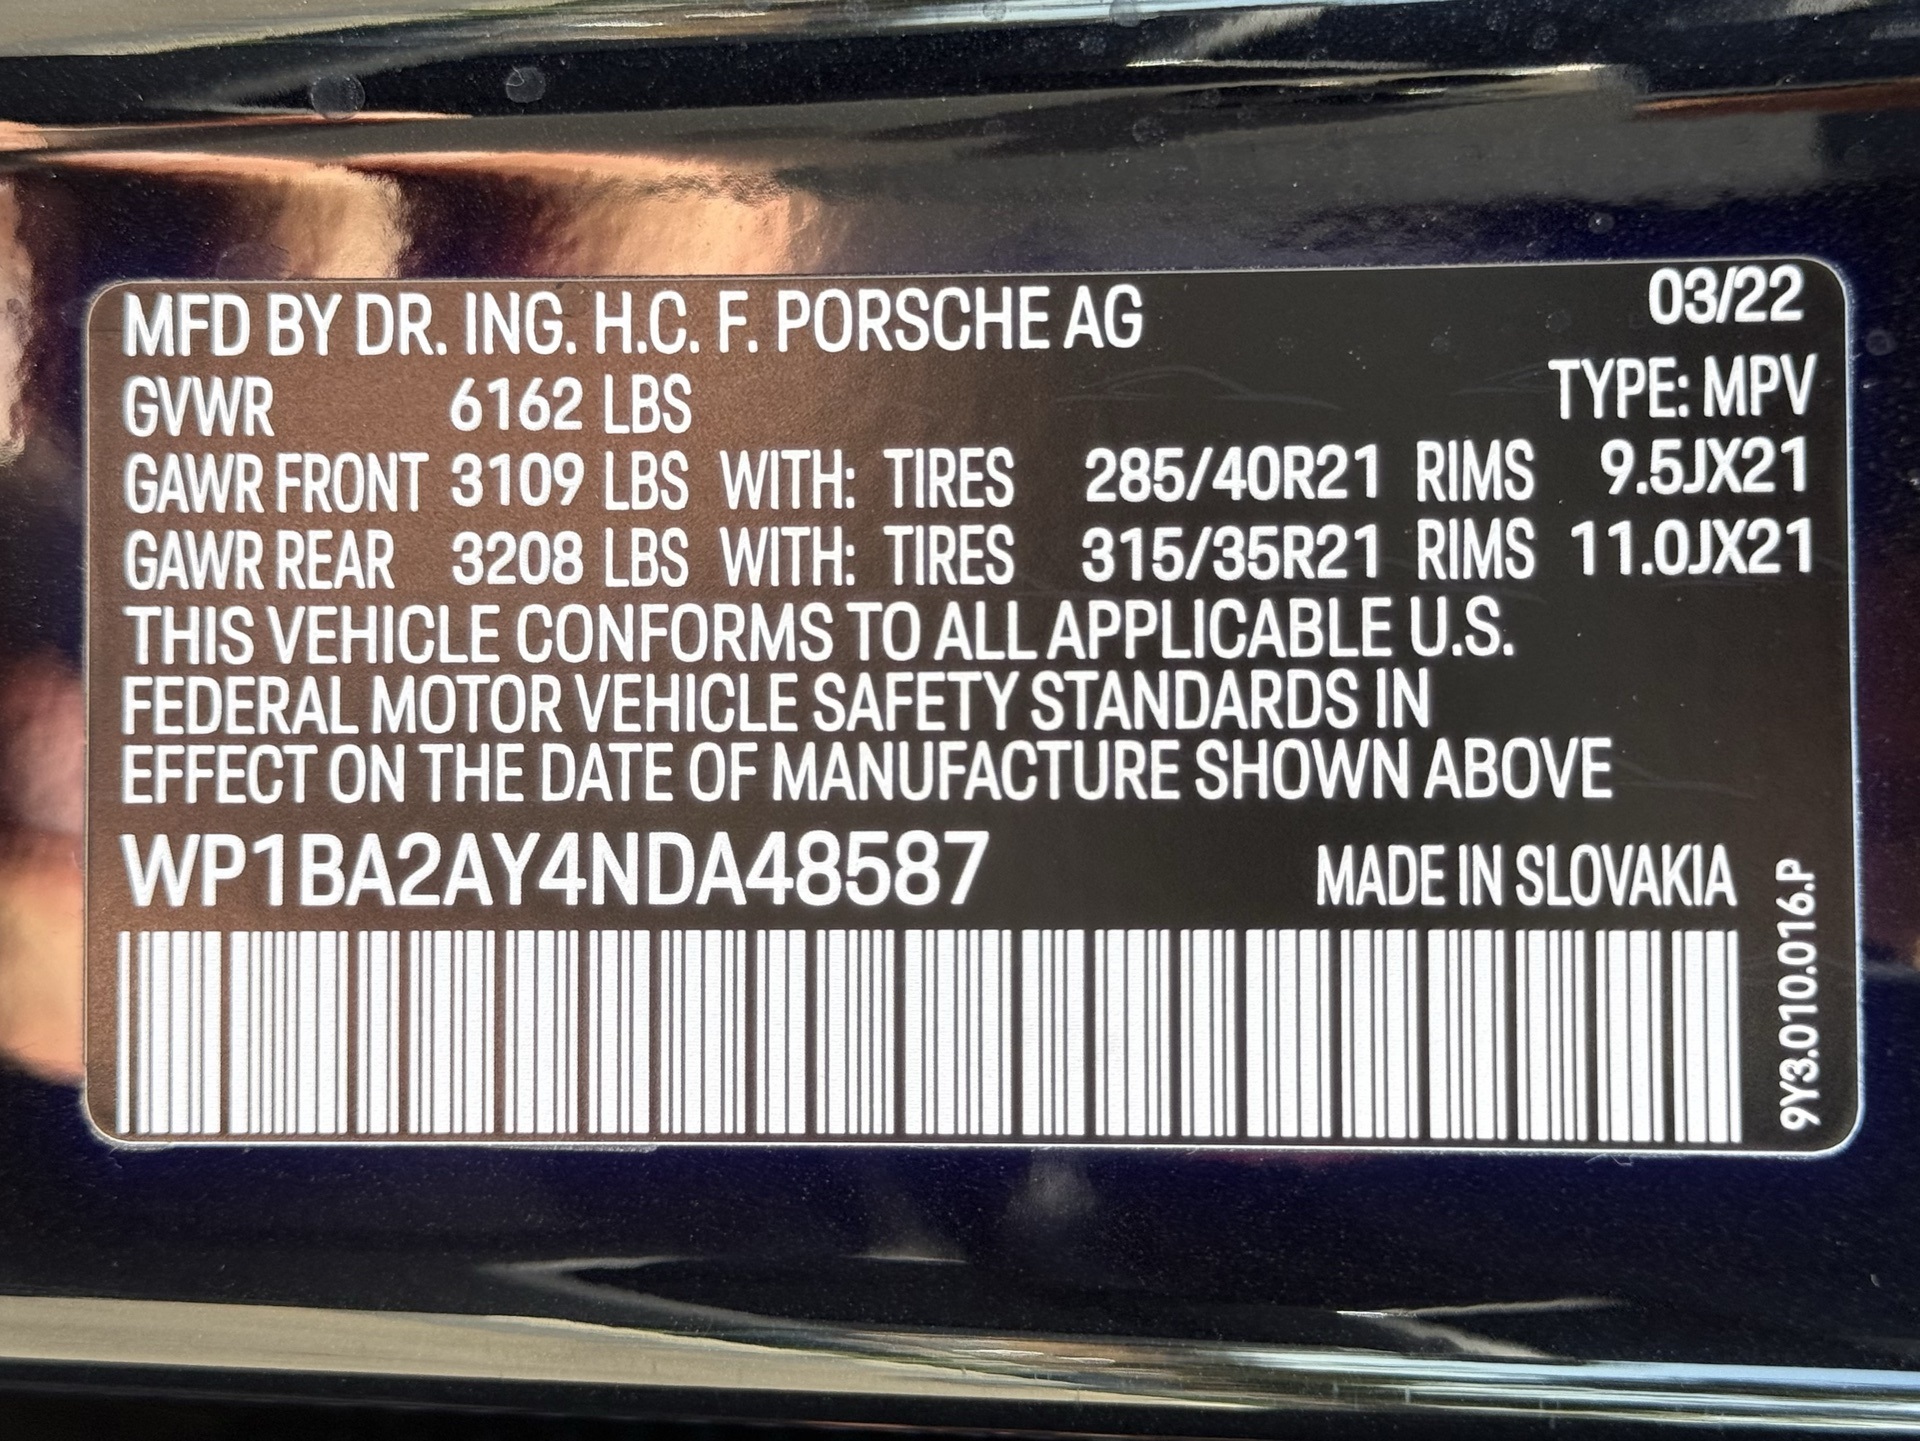 MFD BY DR. ING. H.C. F. PORSCHE AG 03/22
GVWR 6162 LBS TYPE: MPV
GAWR FRONT 3109 LBS WITH: TIRES 285/40R21 RIMS 9.5JX21
GAWR REAR 3208 LBS WITH: TIRES 315/35R21 RIMS 11.0JX21
THIS VEHICLE CONFORMS TO ALL APPLICABLE U.S.
FEDERAL MOTOR VEHICLE SAFETY STANDARDS IN
EFFECT ON THE DATE OF MANUFACTURE SHOWN ABOVE
WP1BA2AY4NDA48587 MADE IN SLOVAKIA
9Y3.010.016.P